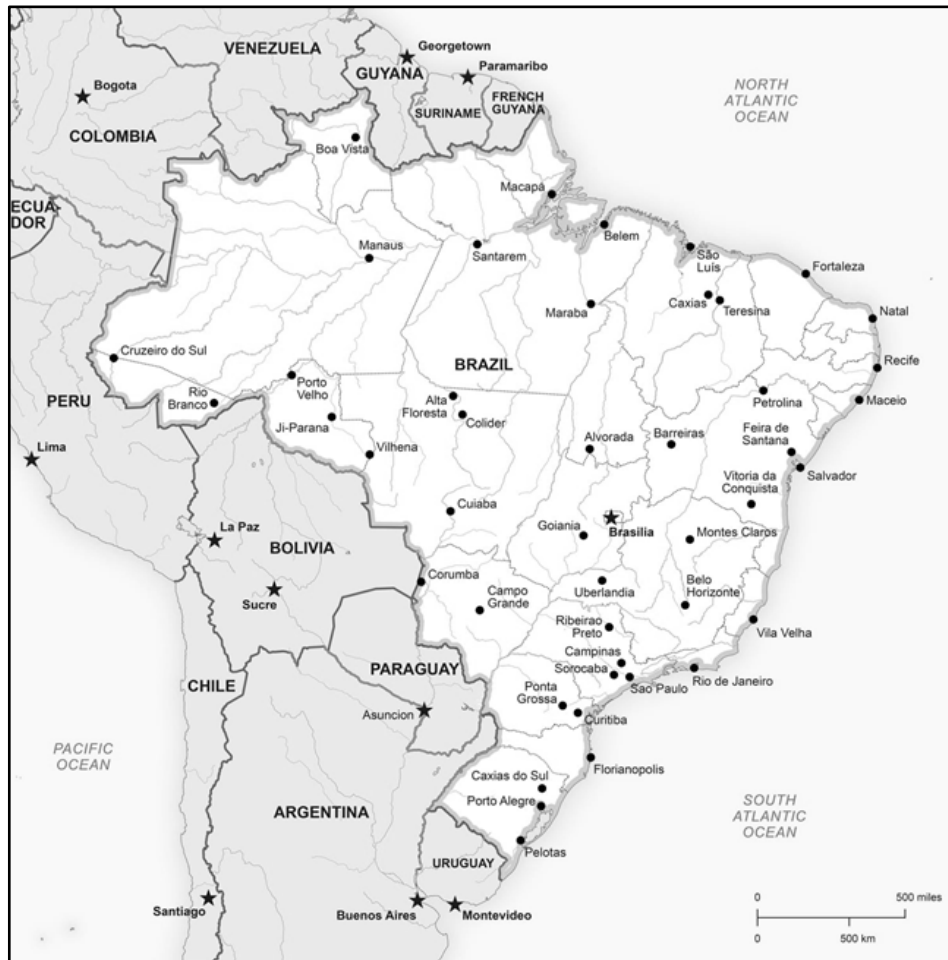 VENEZUELA
Georgetown
GUYANA
Paramaribo
SURINAME
FRENCH
GUYANA
NORTH
ATLANTIC
OCEAN
Bogota
COLOMBIA
Boa Vista
ECUA-
DOR
Macapá
Belem
Manaus
Santarem
São
Luis
Fortaleza
Maraba
Caxias
Teresina
Natal
Cruzeiro do Sul
BRAZIL
Recife
PERU
Rio
Branco
Porto
Velho
Alta
Floresta
Colider
Petrolina
Maceio
Ji-Parana
Lima
Vilhena
Alvorada
Barreiras
Feira de
Santana
Salvador
Vitoria da
Conquista
Cuiaba
La Paz
BOLIVIA
Goiania
Brasilia
Montes Claros
Sucre
Corumba
Campo
Grande
Uberlandia
Belo
Horizonte
Ribeirao
Preto
Vila Velha
Campinas
Sorocaba
Sao Paulo
Rio de Janeiro
PARAGUAY
CHILE
Asuncion
Ponta
Grossa
Curitiba
PACIFIC
OCEAN
Florianopolis
Caxias do Sul
Porto Alegre
ARGENTINA
SOUTH
ATLANTIC
OCEAN
Pelotas
URUGUAY
Santiago
Buenos Aires
Montevideo
0
500 miles
0
500 km